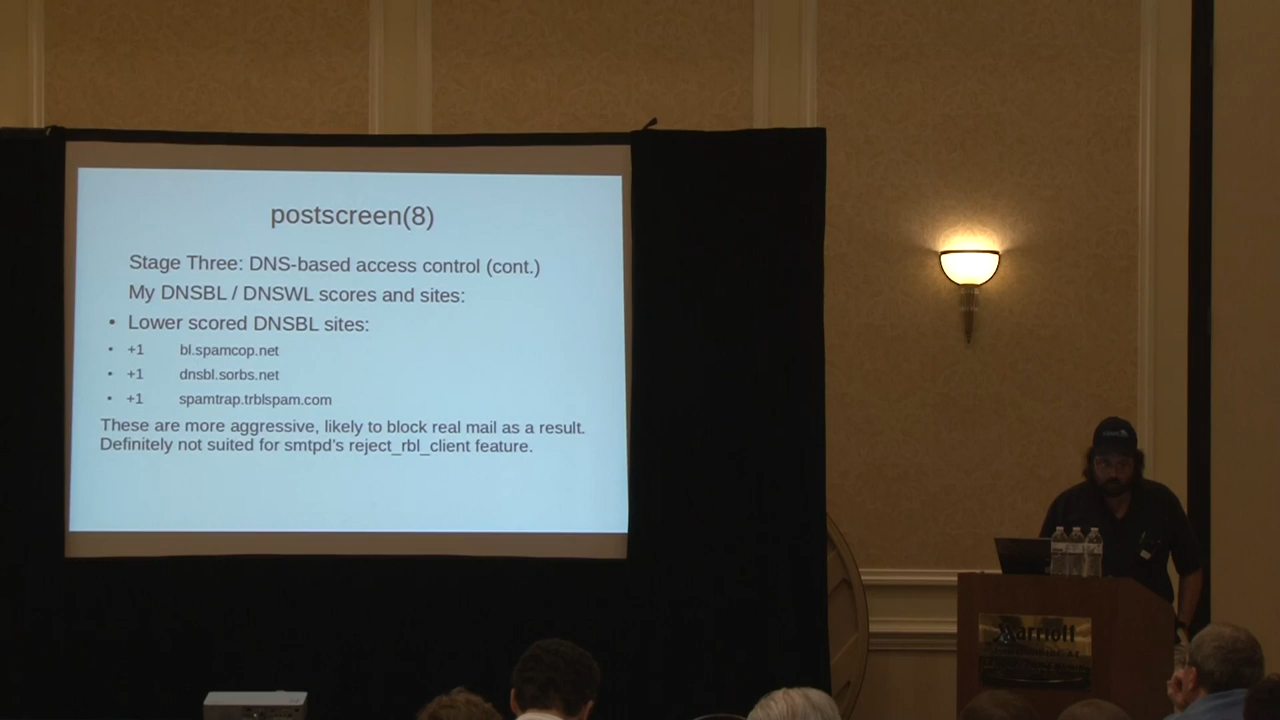 postscreen(8)
Stage Three: DNS-based access control (cont.)
My DNSBL / DNSWL scores and sites:
• Lower scored DNSBL sites:
• +1 bl.spamcop.net
• +1 dnsbl.sorbs.net
• +1 spamtrap.trblspam.com
These are more aggressive, likely to block real mail as a result.
Definitely not suited for smtpd's reject_rbl_client feature.
Marriott